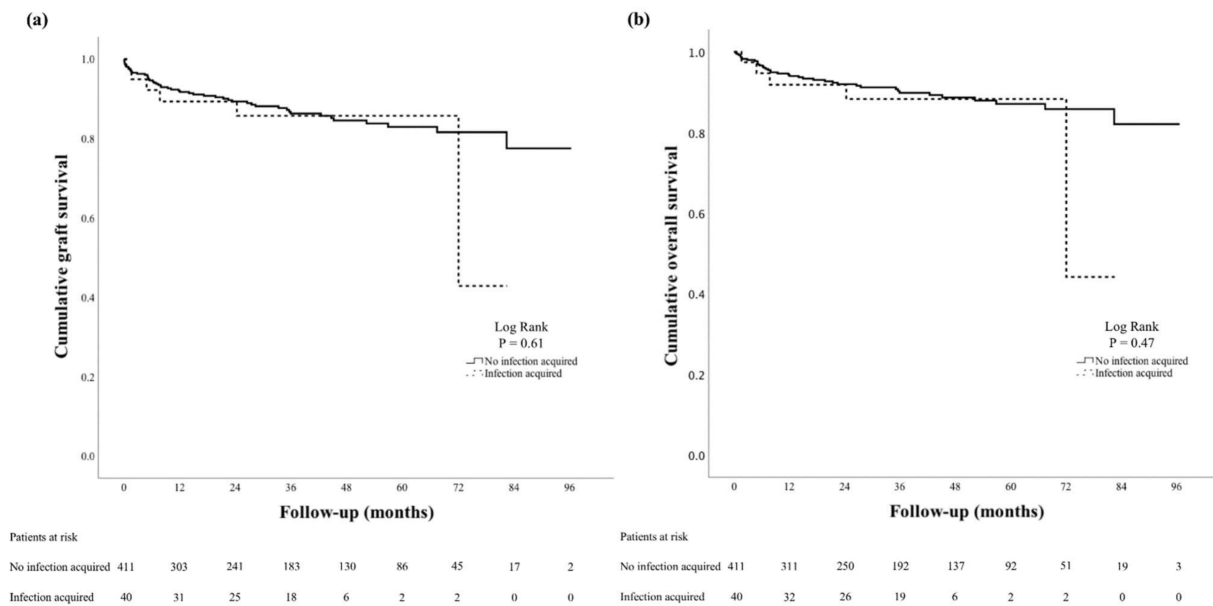 (a)
Cumulative graft survival
1.0
0.8
0.6
0.4
0.2
0.0
Log Rank
P = 0.61
No infection acquired
Infection acquired
0 12 24 36 48 60 72 84 96
Follow-up (months)
Patients at risk
No infection acquired 411 303 241 183 130 86 45 17 2
Infection acquired 40 31 25 18 6 2 2 0 0
(b)
Cumulative overall survival
1.0
0.8
0.6
0.4
0.2
0.0
Log Rank
P = 0.47
No infection acquired
Infection acquired
0 12 24 36 48 60 72 84 96
Follow-up (months)
Patients at risk
No infection acquired 411 311 250 192 137 92 51 19 3
Infection acquired 40 32 26 19 6 2 2 0 0